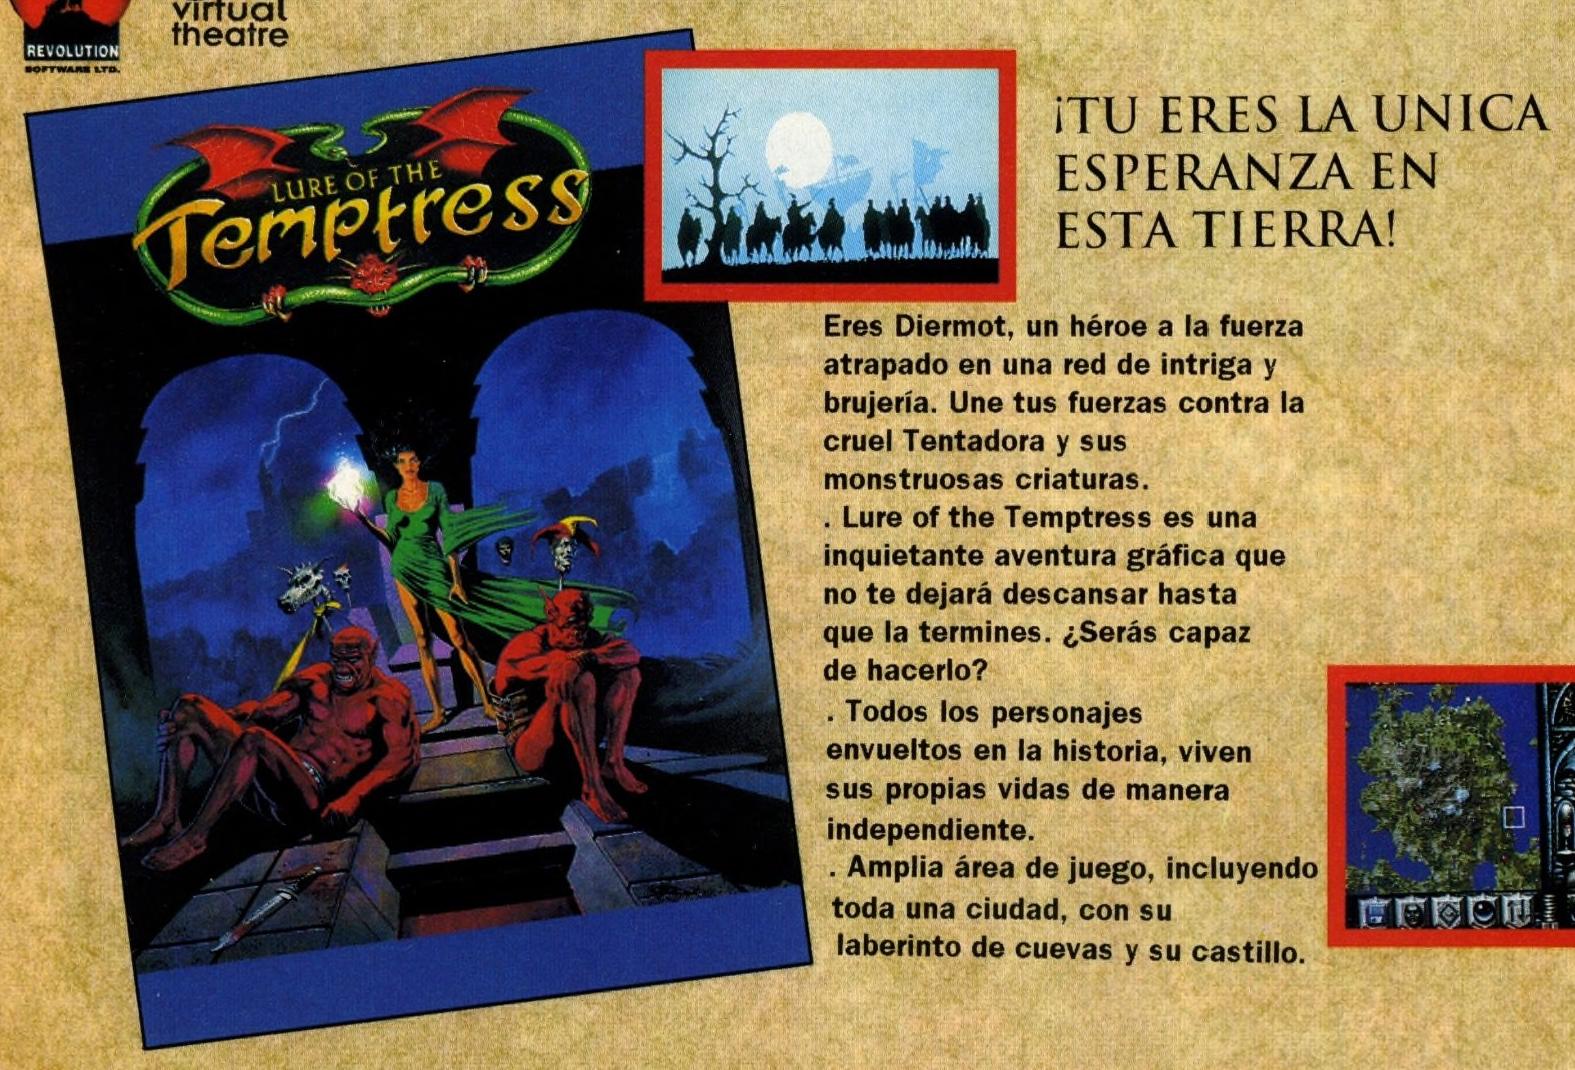 virtual
theatre
REVOLUTION
SOFTWARE LTD.
LURE OF THE
Temptress
¡TU ERES LA UNICA
ESPERANZA EN
ESTA TIERRA!
Eres Diermot, un héroe a la fuerza
atrapado en una red de intriga y
brujería. Une tus fuerzas contra la
cruel Tentadora y sus
monstruosas criaturas.
. Lure of the Temptress es una
inquietante aventura gráfica que
no te dejará descansar hasta
que la termines. ¿Serás capaz
de hacerlo?
. Todos los personajes
envueltos en la historia, viven
sus propias vidas de manera
independiente.
. Amplia área de juego, incluyendo
toda una ciudad, con su
laberinto de cuevas y su castillo.